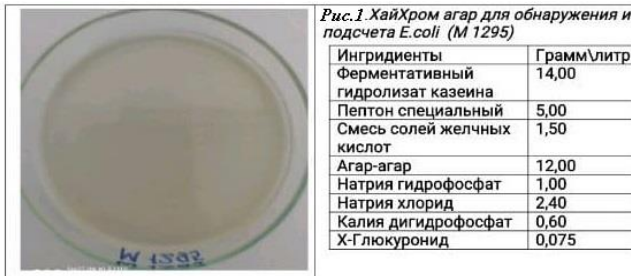 Рис.1.ХайХром агар для обнаружения и
подсчета E.coli (М 1295)
Ингридиенты Грамм\литр
Ферментативный 14,00
гидролизат казеина
Пептон специальный 5,00
Смесь солей желчных 1,50
кислот
Агар-агар 12,00
Натрия гидрофосфат 1,00
Натрия хлорид 2,40
Калия дигидрофосфат 0,60
Х-Глюкуронид 0,075
M 1295